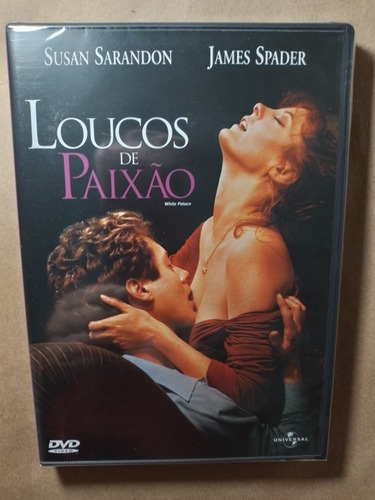 SUSAN SARANDON JAMES SPADER
LOUCOS
DE
PAIXÃO
White Palace
DVD
VIDEO
UNIVERSAL